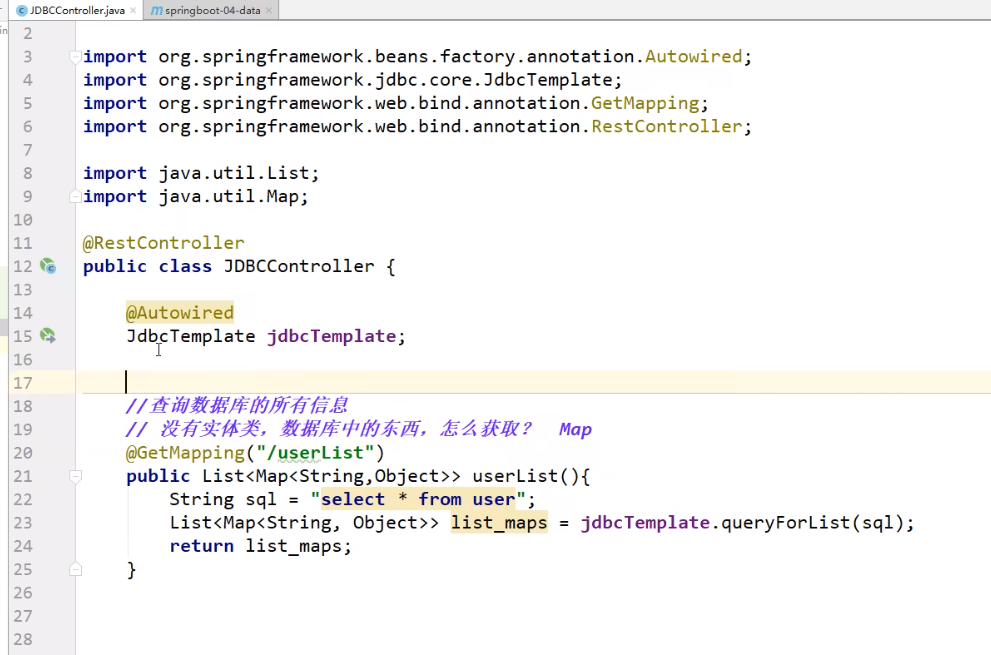 JDBCController.java
springboot-04-data
2
3 import org.springframework.beans.factory.annotation.Autowired;
4 import org.springframework.jdbc.core.JdbcTemplate;
5 import org.springframework.web.bind.annotation.GetMapping;
6 import org.springframework.web.bind.annotation.RestController;
7
8 import java.util.List;
9 import java.util.Map;
10
11 @RestController
12 public class JDBCController {
13
14 @Autowired
15 JdbcTemplate jdbcTemplate;
16
17
18 //查询数据库的所有信息
19 // 没有实体类，数据库中的东西，怎么获取？ Map
20 @GetMapping("/userList")
21 public List<Map<String,Object>> userList(){
22 String sql = "select * from user";
23 List<Map<String, Object>> list_maps = jdbcTemplate.queryForList(sql);
24 return list_maps;
25 }
26
27
28